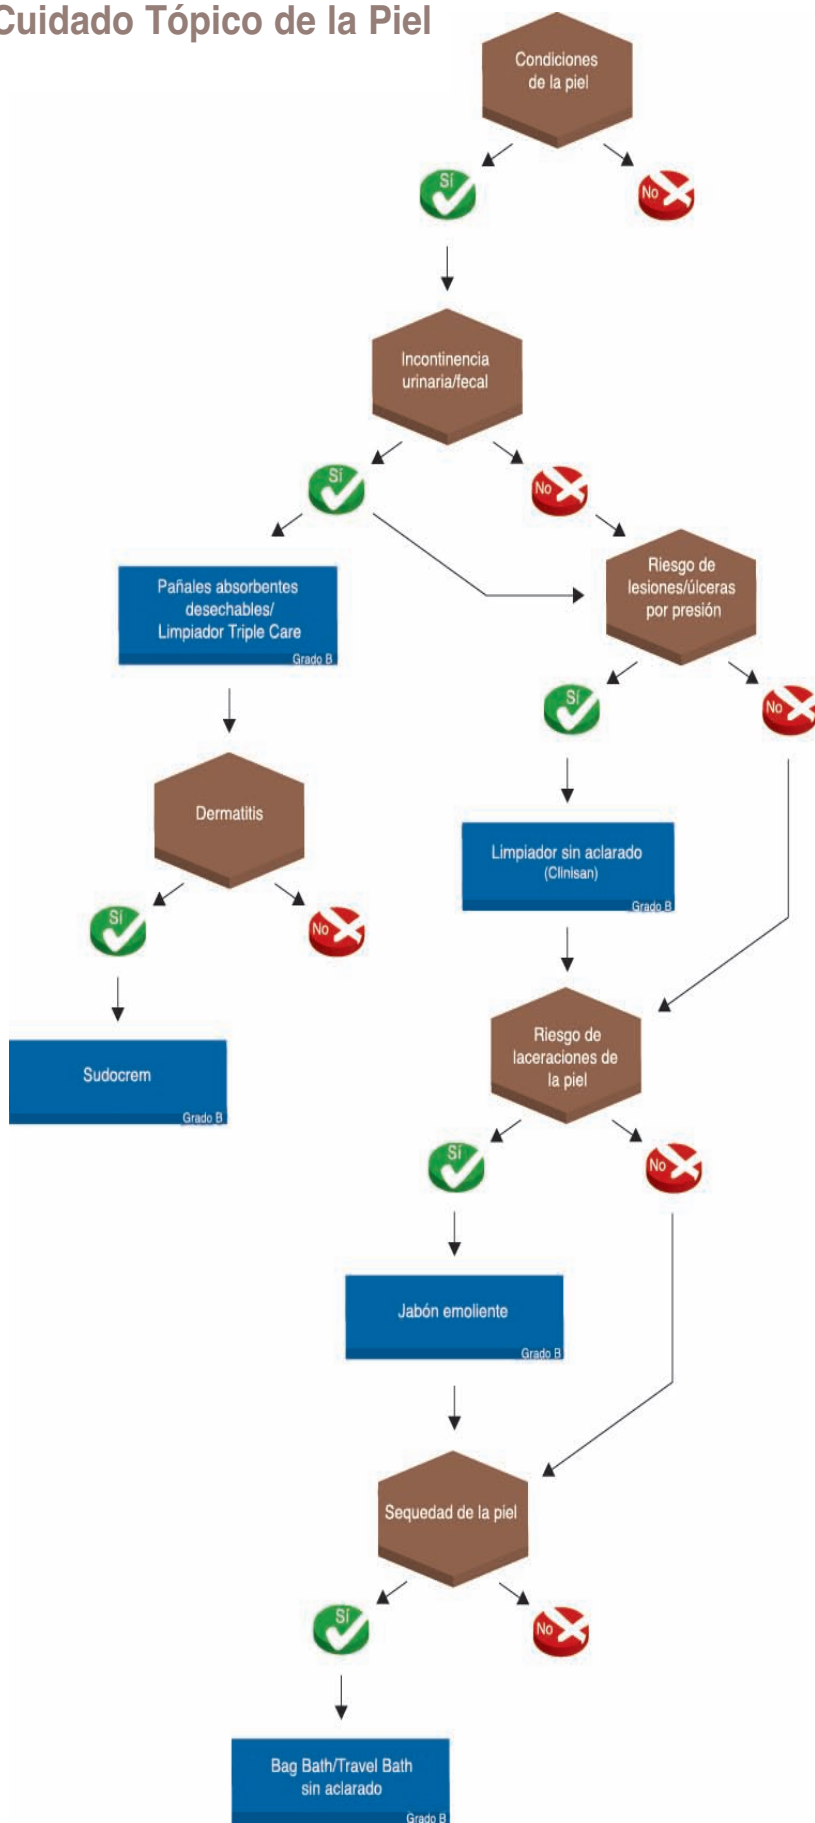 Cuidado Tópico de la Piel
Condiciones
de la piel
Sí
No
Incontinencia
urinaria/fecal
Sí
No
Pañales absorbentes
desechables/
Limpiador Triple Care
Grado B
Riesgo de
lesiones/úlceras
por presión
Sí
No
Dermatitis
Limpiador sin aclarado
(Clinisan)
Grado B
Sí
No
Riesgo de
laceraciones de
la piel
Sudocrem
Grado B
Sí
No
Jabón emoliente
Grado B
Sequedad de la piel
Sí
No
Bag Bath/Travel Bath
sin aclarado
Grado B